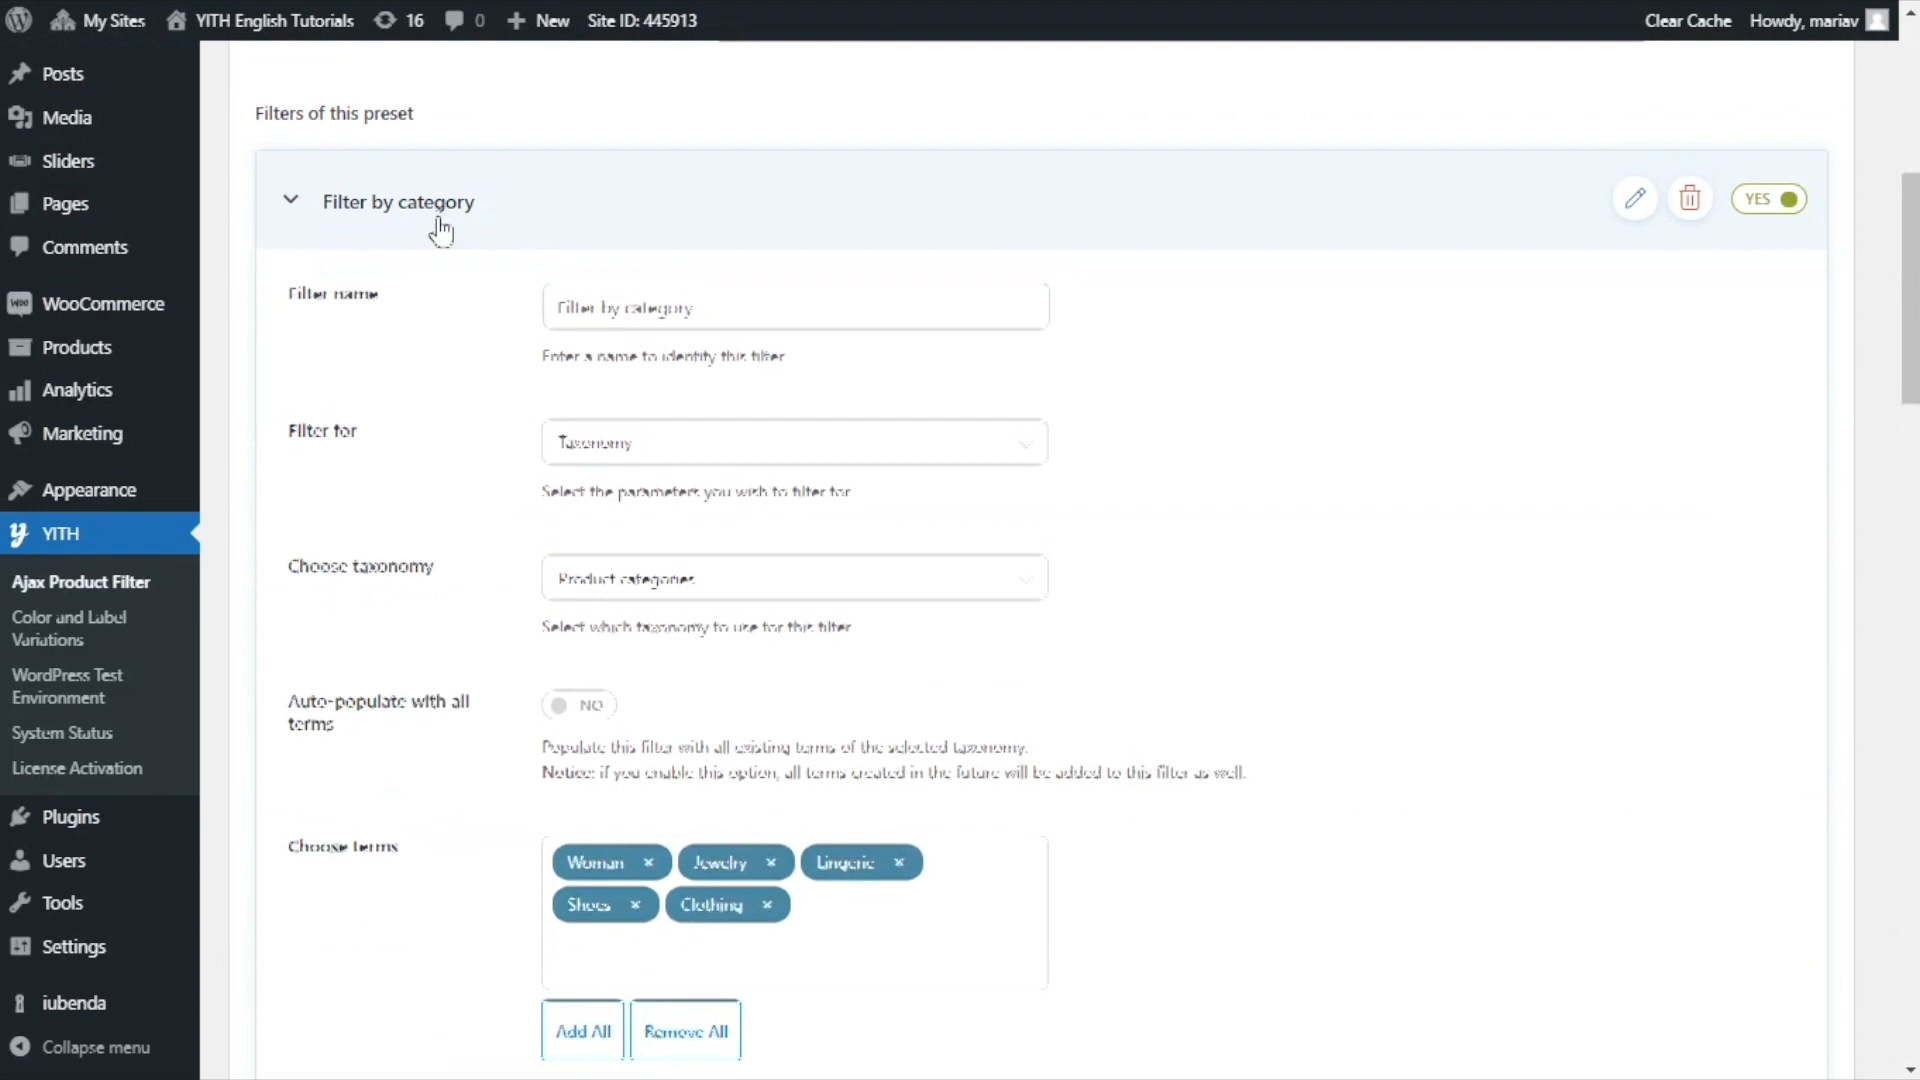 My Sites YITH English Tutorials 16 0 New Site ID: 445913 Clear Cache Howdy, mariav
Posts
Media
Sliders
Pages
Comments
WooCommerce
Products
Analytics
Marketing
Appearance
YITH
Ajax Product Filter
Color and Label
Variations
WordPress Test
Environment
System Status
License Activation
Plugins
Users
Tools
Settings
iubenda
Collapse menu
Filters of this preset
Filter by category YES
Filter name Filter by category
Enter a name to identify this filter
Filter for Taxonomy
Select the parameters you wish to filter for
Choose taxonomy Product categories
Select which taxonomy to use for this filter
Auto-populate with all
terms
NO
Populate this filter with all existing terms of the selected taxonomy.
Notice: if you enable this option, all terms created in the future will be added to this filter as well.
Choose terms
Woman × Jewelry × Lingerie ×
Shoes × Clothing ×
Add All Remove All